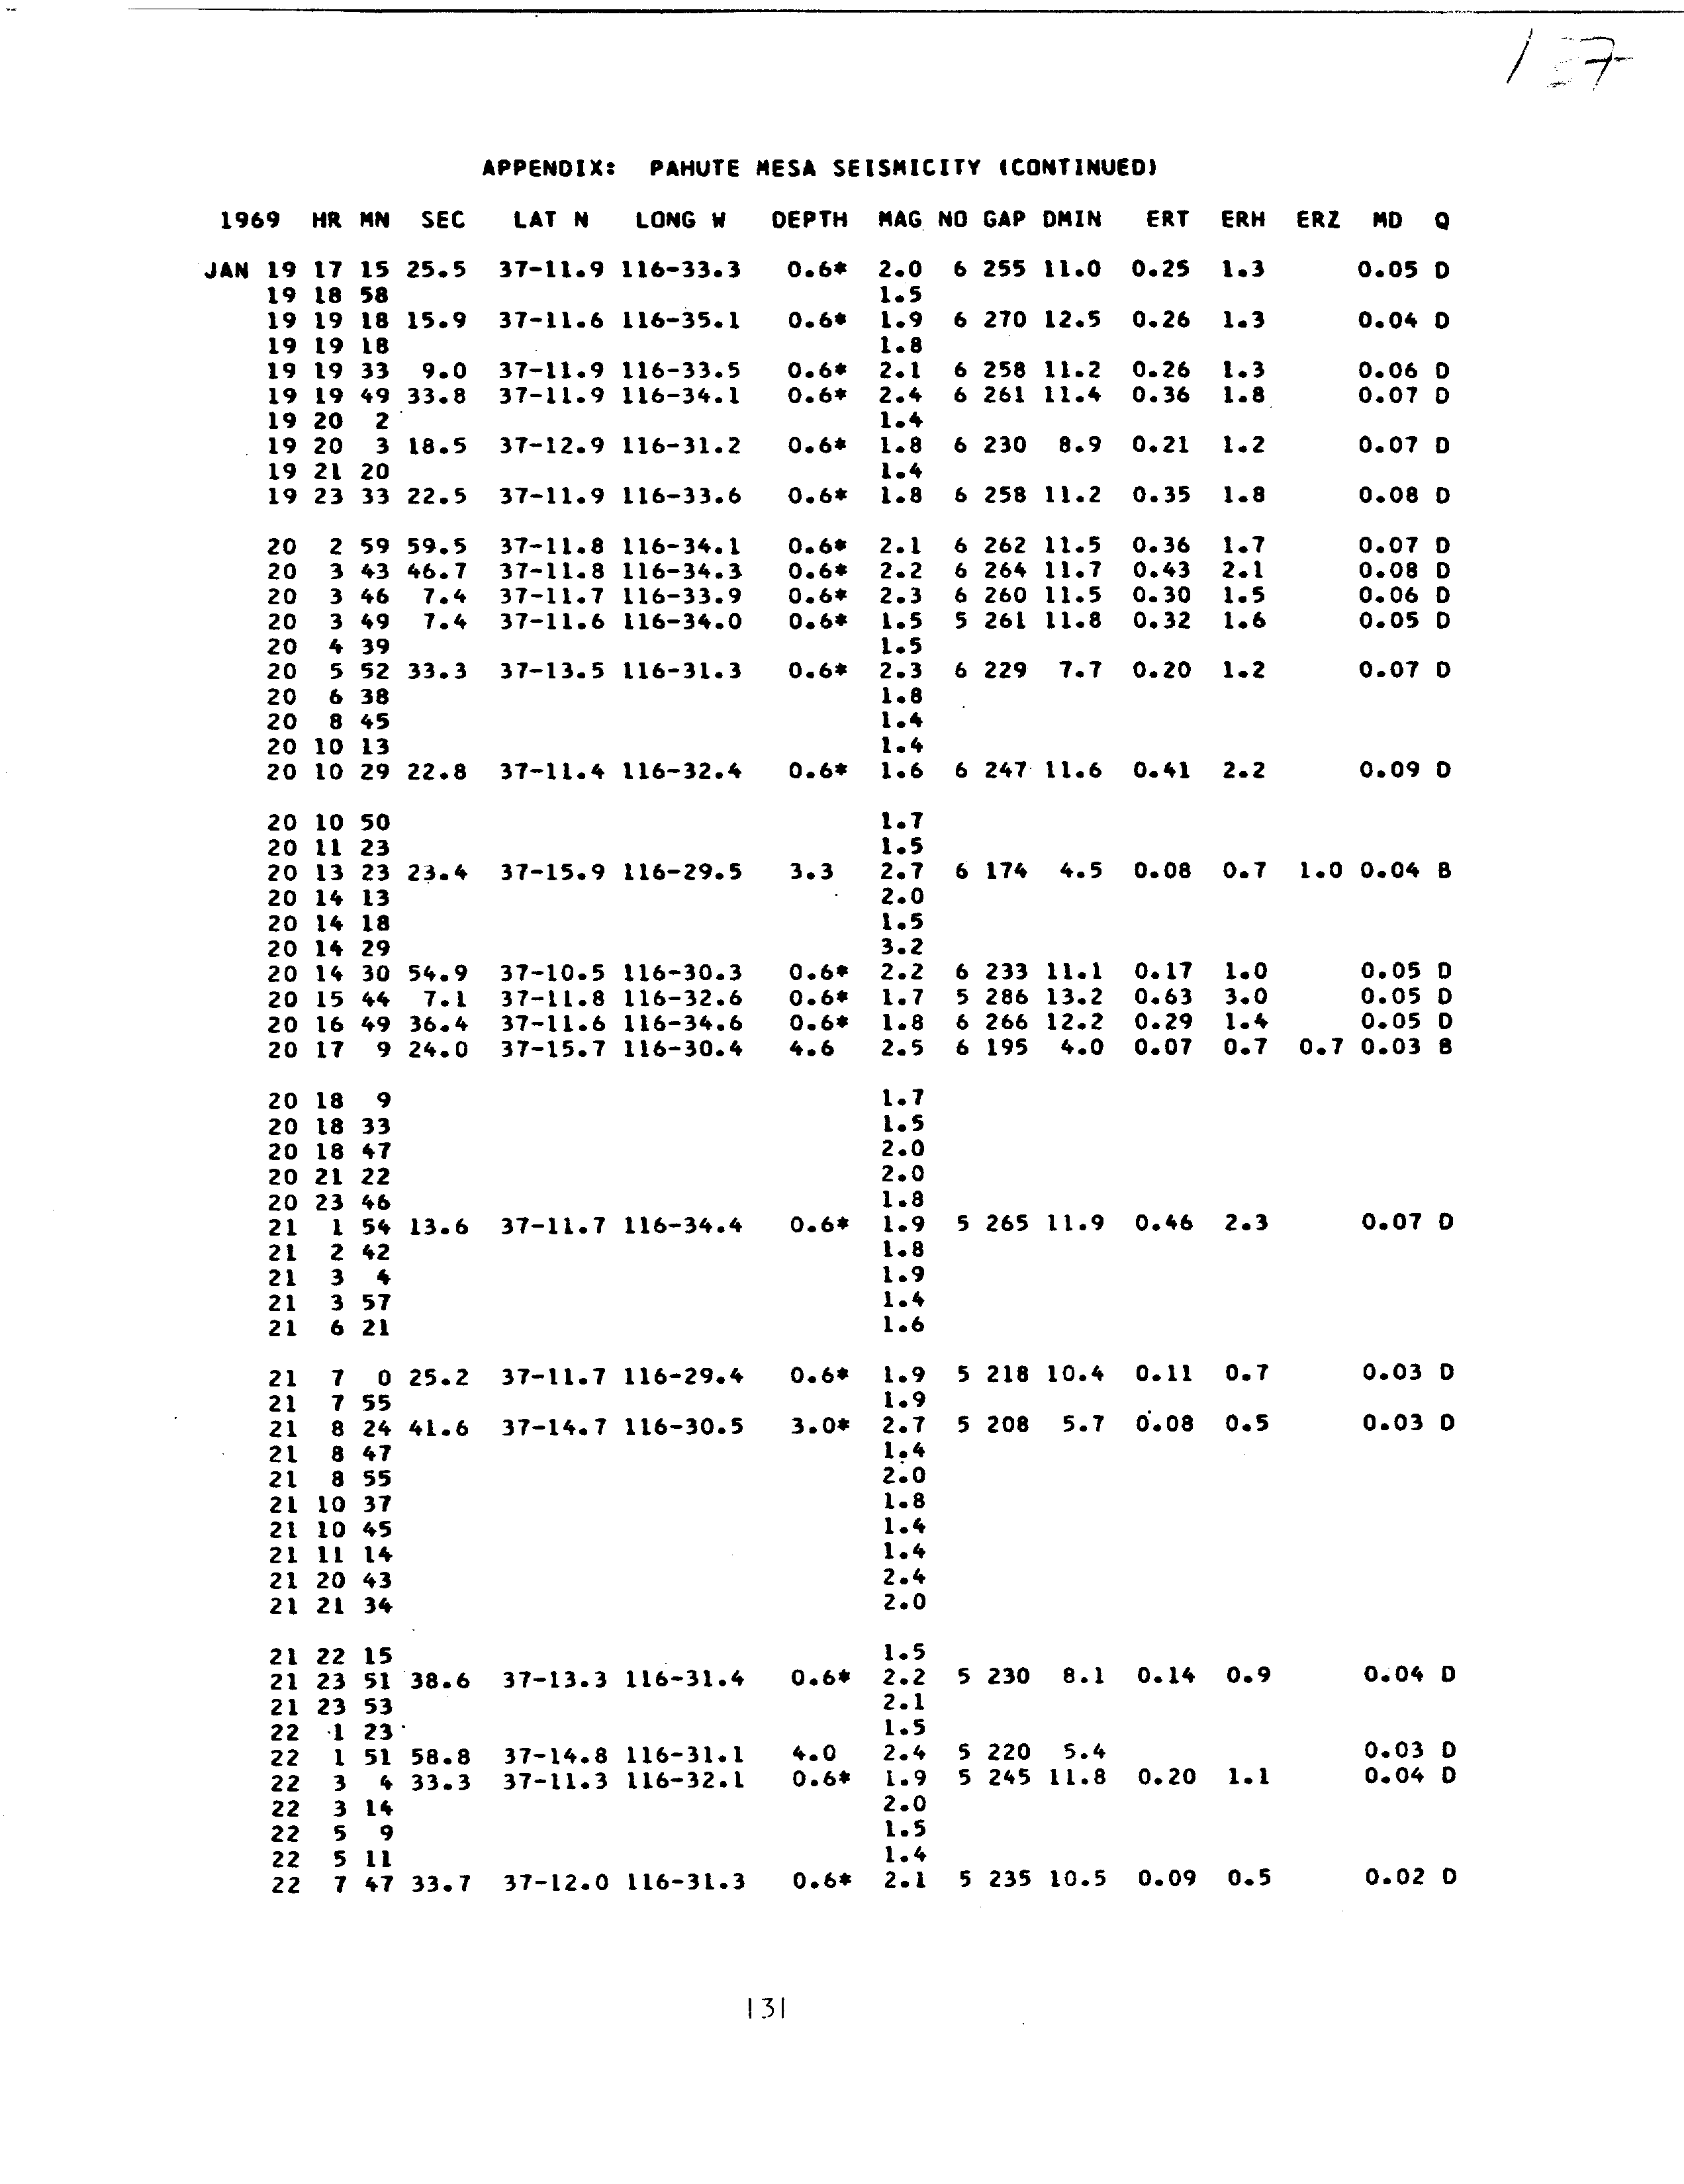 APPENDIX: PAHUTE MESA SEISMICITY (CONTINUED)
1969 HR MN SEC LAT N LONG W DEPTH MAG NO GAP DMIN ERT ERH ERZ MD Q
JAN 19 17 15 25.5 37-11.9 116-33.3 0.6* 2.0 6 255 11.0 0.25 1.3 0.05 D
19 18 58 1.5
19 19 18 15.9 37-11.6 116-35.1 0.6* 1.9 6 270 12.5 0.26 1.3 0.04 D
19 19 18 1.8
19 19 33 9.0 37-11.9 116-33.5 0.6* 2.1 6 258 11.2 0.26 1.3 0.06 D
19 19 49 33.8 37-11.9 116-34.1 0.6* 2.4 6 261 11.4 0.36 1.8 0.07 D
19 20 2 1.4
19 20 3 18.5 37-12.9 116-31.2 0.6* 1.8 6 230 8.9 0.21 1.2 0.07 D
19 21 20 1.4
19 23 33 22.5 37-11.9 116-33.6 0.6* 1.8 6 258 11.2 0.35 1.8 0.08 D
20 2 59 59.5 37-11.8 116-34.1 0.6* 2.1 6 262 11.5 0.36 1.7 0.07 D
20 3 43 46.7 37-11.8 116-34.3 0.6* 2.2 6 264 11.7 0.43 2.1 0.08 D
20 3 46 7.4 37-11.7 116-33.9 0.6* 2.3 6 260 11.5 0.30 1.5 0.06 D
20 3 49 7.4 37-11.6 116-34.0 0.6* 1.5 5 261 11.8 0.32 1.6 0.05 D
20 4 39 1.5
20 5 52 33.3 37-13.5 116-31.3 0.6* 2.3 6 229 7.7 0.20 1.2 0.07 D
20 6 38 1.8
20 8 45 1.4
20 10 13 1.4
20 10 29 22.8 37-11.4 116-32.4 0.6* 1.6 6 247 11.6 0.41 2.2 0.09 D
20 10 50 1.7
20 11 23 1.5
20 13 23 23.4 37-15.9 116-29.5 3.3 2.7 6 174 4.5 0.08 0.7 1.0 0.04 B
20 14 13 2.0
20 14 18 1.5
20 14 29 3.2
20 14 30 54.9 37-10.5 116-30.3 0.6* 2.2 6 233 11.1 0.17 1.0 0.05 D
20 15 44 7.1 37-11.8 116-32.6 0.6* 1.7 5 286 13.2 0.63 3.0 0.05 D
20 16 49 36.4 37-11.6 116-34.6 0.6* 1.8 6 266 12.2 0.29 1.4 0.05 D
20 17 9 24.0 37-15.7 116-30.4 4.6 2.5 6 195 4.0 0.07 0.7 0.7 0.03 B
20 18 9 1.7
20 18 33 1.5
20 18 47 2.0
20 21 22 2.0
20 23 46 1.8
21 1 54 13.6 37-11.7 116-34.4 0.6* 1.9 5 265 11.9 0.46 2.3 0.07 D
21 2 42 1.8
21 3 4 1.9
21 3 57 1.4
21 6 21 1.6
21 7 0 25.2 37-11.7 116-29.4 0.6* 1.9 5 218 10.4 0.11 0.7 0.03 D
21 7 55 1.9
21 8 24 41.6 37-14.7 116-30.5 3.0* 2.7 5 208 5.7 0.08 0.5 0.03 D
21 8 47 1.4
21 8 55 2.0
21 10 37 1.8
21 10 45 1.4
21 11 14 1.4
21 20 43 2.4
21 21 34 2.0
21 22 15 1.5
21 23 51 38.6 37-13.3 116-31.4 0.6* 2.2 5 230 8.1 0.14 0.9 0.04 D
21 23 53 2.1
22 1 23 1.5
22 1 51 58.8 37-14.8 116-31.1 4.0 2.4 5 220 5.4 0.03 D
22 3 4 33.3 37-11.3 116-32.1 0.6* 1.9 5 245 11.8 0.20 1.1 0.04 D
22 3 14 2.0
22 5 9 1.5
22 5 11 1.4
22 7 47 33.7 37-12.0 116-31.3 0.6* 2.1 5 235 10.5 0.09 0.5 0.02 D
131